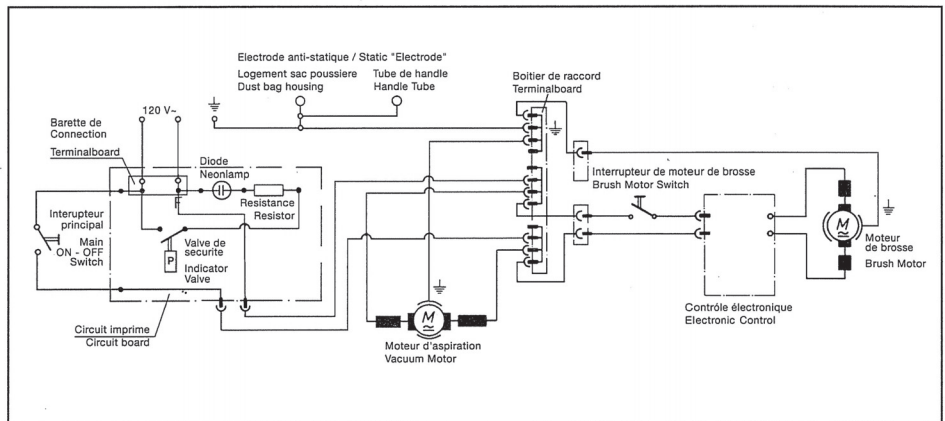 Electrode anti-statique / Static "Electrode"
Logement sac poussiere
Dust bag housing
Tube de handle
Handle Tube
Boitier de raccord
Terminalboard
120 V~
Barette de
Connection
Terminalboard
Diode
Neonlamp
Resistance
Resistor
Interupteur
principal
Main
ON - OFF
Switch
Valve de
securite
P
Indicator
Valve
Circuit imprime
Circuit board
M
Moteur d'aspiration
Vacuum Motor
Interrupteur de moteur de brosse
Brush Motor Switch
M
Moteur
de brosse
Brush Motor
Contróle électronique
Electronic Control